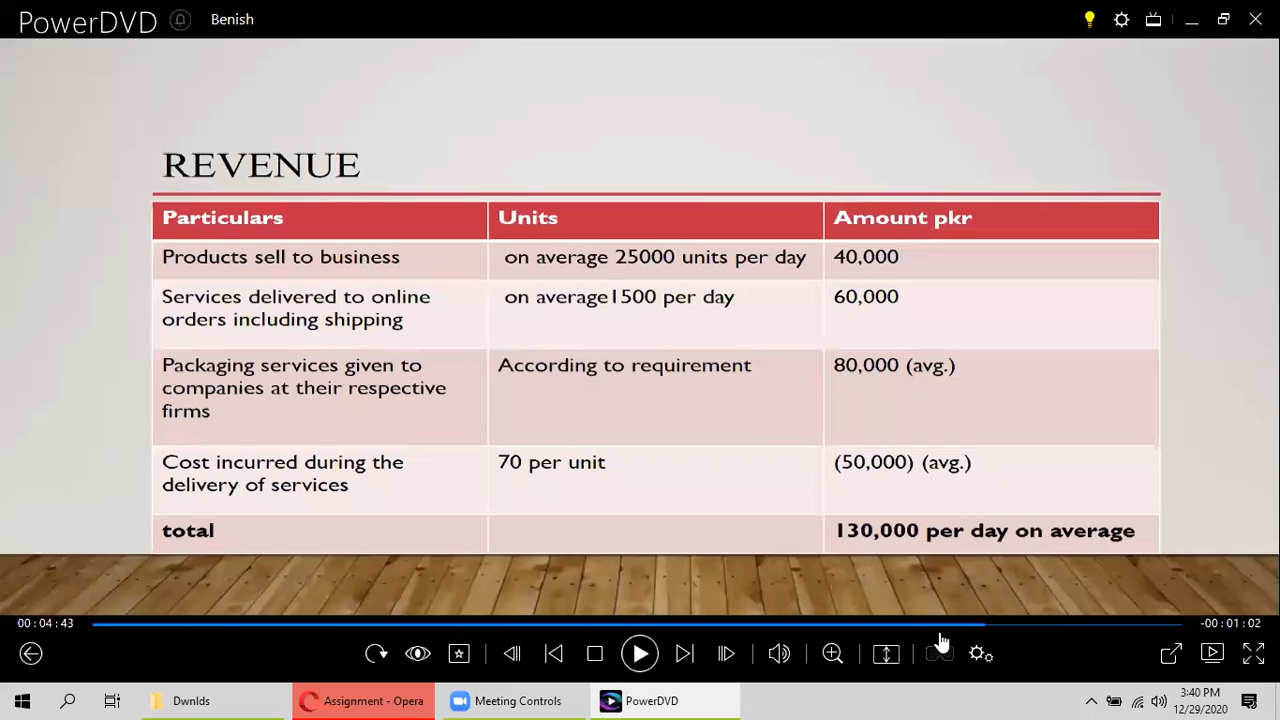 PowerDVD Benish
REVENUE
Particulars Units Amount pkr
Products sell to business on average 25000 units per day 40,000
Services delivered to online on average1500 per day 60,000
orders including shipping
Packaging services given to According to requirement 80,000 (avg.)
companies at their respective
firms
Cost incurred during the 70 per unit (50,000) (avg.)
delivery of services
total 130,000 per day on average
00 : 04 : 43 -00 : 01 : 02
Dwnlds Assignment - Opera Meeting Controls PowerDVD 3:40 PM
12/29/2020